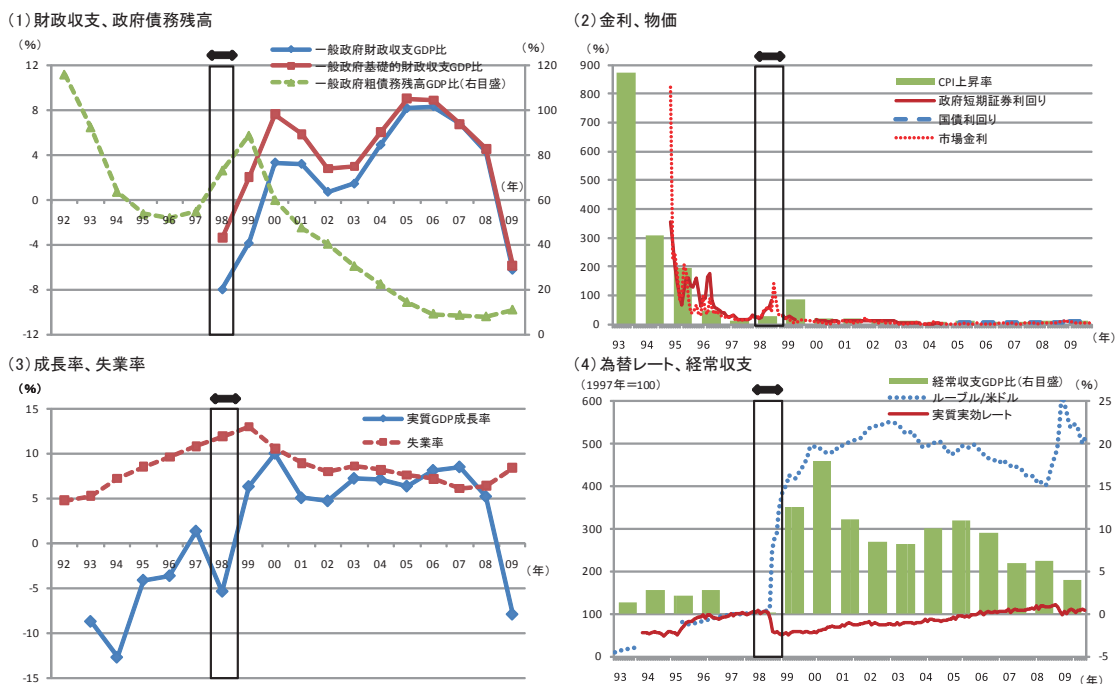 (1)財政収支、政府債務残高
(%)
(%)
一般政府財政収支GDP比
一般政府基礎的財政収支GDP比
一般政府粗債務残高GDP比(右目盛)
12
8
4
0
-4
-8
-12
120
100
80
60
40
20
0
(年)
92 93 94 95 96 97 98 99 00 01 02 03 04 05 06 07 08 09
(2)金利、物価
(%)
CPI上昇率
政府短期証券利回り
国債利回り
市場金利
900
800
700
600
500
400
300
200
100
0
93 94 95 96 97 98 99 00 01 02 03 04 05 06 07 08 09
(年)
(3)成長率、失業率
(%)
実質GDP成長率
失業率
15
10
5
0
-5
-10
-15
92 93 94 95 96 97 98 99 00 01 02 03 04 05 06 07 08 09
(年)
(4)為替レート、経常収支
(1997年=100)
(%)
経常収支GDP比(右目盛)
ルーブル/米ドル
実質実効レート
600
500
400
300
200
100
0
25
20
15
10
5
0
-5
93 94 95 96 97 98 99 00 01 02 03 04 05 06 07 08 09
(年)